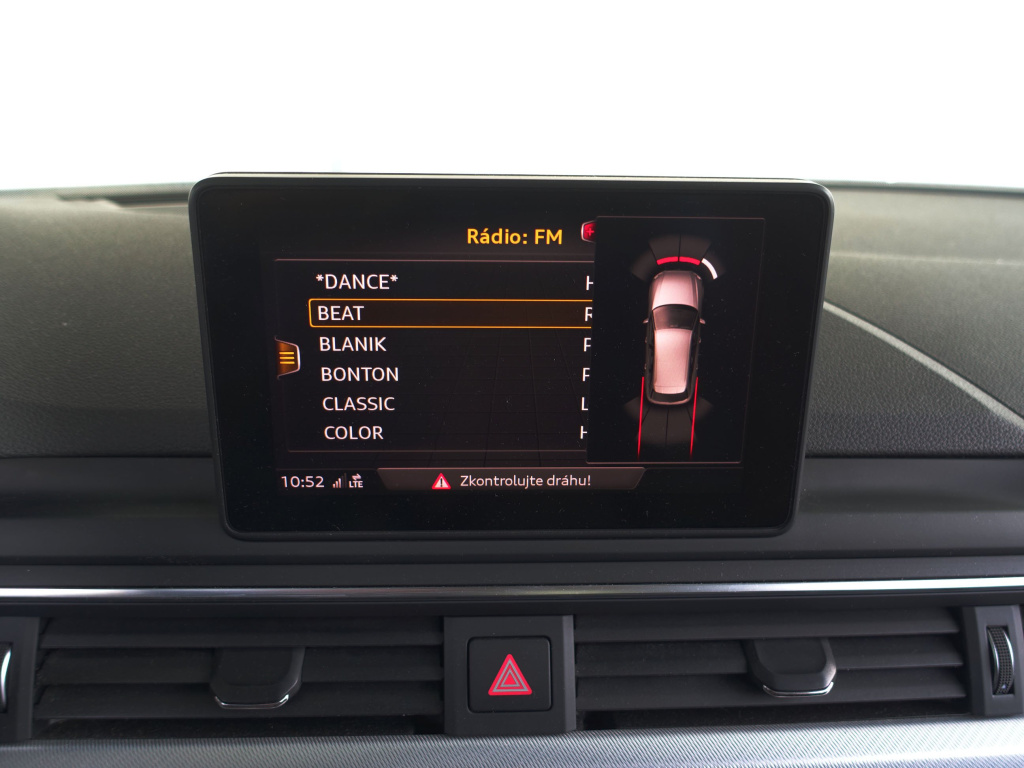 Rádio: FM
*DANCE*
BEAT
BLANIK
BONTON
CLASSIC
COLOR
10:52 LTE Zkontrolujte dráhu!